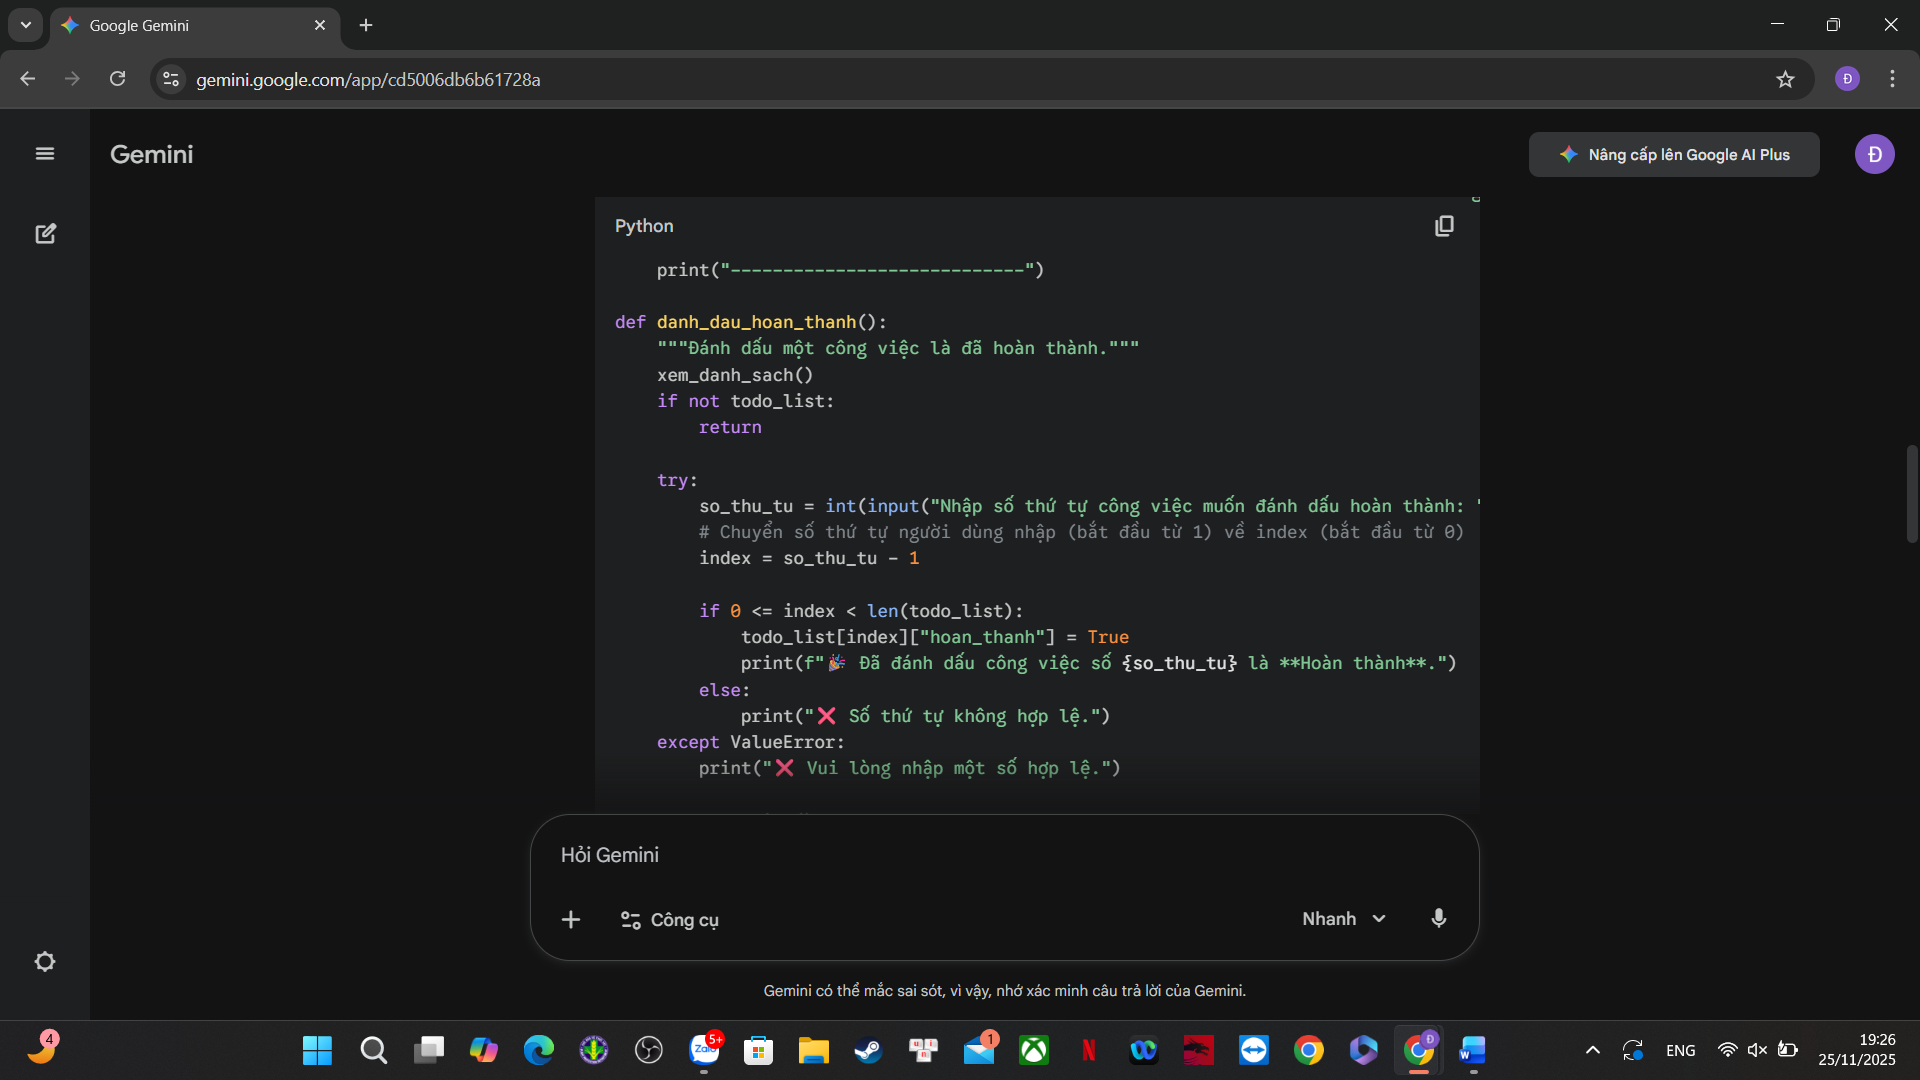 Google Gemini
gemini.google.com/app/cd5006db6b61728a
Đ
Gemini
Nâng cấp lên Google AI Plus
Đ
Python
print("----------------------------")
def danh_dau_hoan_thanh():
"""Đánh dấu một công việc là đã hoàn thành."""
xem_danh_sach()
if not todo_list:
return
try:
so_thu_tu = int(input("Nhập số thứ tự công việc muốn đánh dấu hoàn thành: "
# Chuyển số thứ tự người dùng nhập (bắt đầu từ 1) về index (bắt đầu từ 0)
index = so_thu_tu - 1
if 0 <= index < len(todo_list):
todo_list[index]["hoan_thanh"] = True
print(f"🎉 Đã đánh dấu công việc số {so_thu_tu} là **Hoàn thành**.")
else:
print("❌ Số thứ tự không hợp lệ.")
except ValueError:
print("❌ Vui lòng nhập một số hợp lệ.")
Hỏi Gemini
Công cụ
Nhanh
Gemini có thể mắc sai sót, vì vậy, nhớ xác minh câu trả lời của Gemini.
4
Zalo
5+
1
N
Đ
W
ENG
19:26
25/11/2025